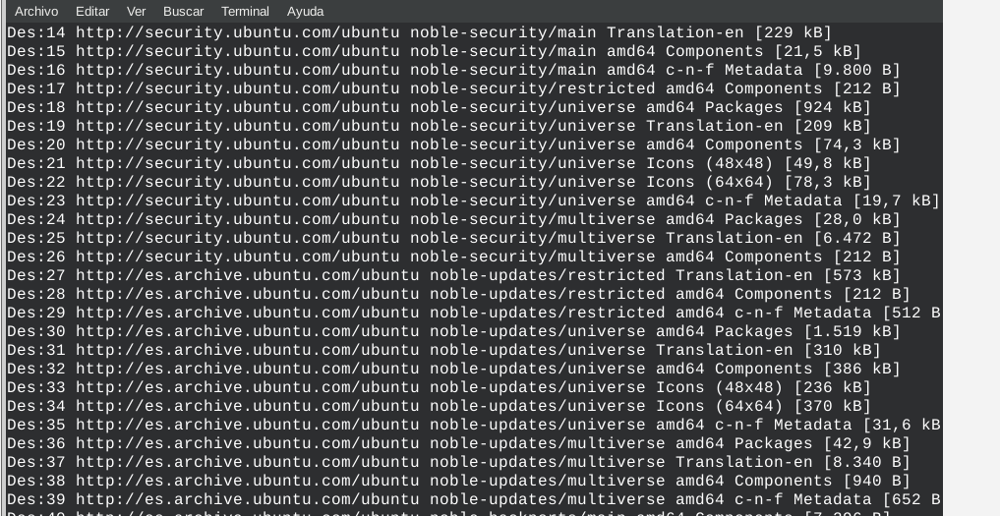 Archivo Editar Ver Buscar Terminal Ayuda
Des:14 http://security.ubuntu.com/ubuntu noble-security/main Translation-en [229 kB]
Des:15 http://security.ubuntu.com/ubuntu noble-security/main amd64 Components [21,5 kB]
Des:16 http://security.ubuntu.com/ubuntu noble-security/main amd64 c-n-f Metadata [9.800 B]
Des:17 http://security.ubuntu.com/ubuntu noble-security/restricted amd64 Components [212 B]
Des:18 http://security.ubuntu.com/ubuntu noble-security/universe amd64 Packages [924 kB]
Des:19 http://security.ubuntu.com/ubuntu noble-security/universe Translation-en [209 kB]
Des:20 http://security.ubuntu.com/ubuntu noble-security/universe amd64 Components [74,3 kB]
Des:21 http://security.ubuntu.com/ubuntu noble-security/universe Icons (48x48) [49,8 kB]
Des:22 http://security.ubuntu.com/ubuntu noble-security/universe Icons (64x64) [78,3 kB]
Des:23 http://security.ubuntu.com/ubuntu noble-security/universe amd64 c-n-f Metadata [19,7 kB]
Des:24 http://security.ubuntu.com/ubuntu noble-security/multiverse amd64 Packages [28,0 kB]
Des:25 http://security.ubuntu.com/ubuntu noble-security/multiverse Translation-en [6.472 B]
Des:26 http://security.ubuntu.com/ubuntu noble-security/multiverse amd64 Components [212 B]
Des:27 http://es.archive.ubuntu.com/ubuntu noble-updates/restricted Translation-en [573 kB]
Des:28 http://es.archive.ubuntu.com/ubuntu noble-updates/restricted amd64 Components [212 B]
Des:29 http://es.archive.ubuntu.com/ubuntu noble-updates/restricted amd64 c-n-f Metadata [512 B
Des:30 http://es.archive.ubuntu.com/ubuntu noble-updates/universe amd64 Packages [1.519 kB]
Des:31 http://es.archive.ubuntu.com/ubuntu noble-updates/universe Translation-en [310 kB]
Des:32 http://es.archive.ubuntu.com/ubuntu noble-updates/universe amd64 Components [386 kB]
Des:33 http://es.archive.ubuntu.com/ubuntu noble-updates/universe Icons (48x48) [236 kB]
Des:34 http://es.archive.ubuntu.com/ubuntu noble-updates/universe Icons (64x64) [370 kB]
Des:35 http://es.archive.ubuntu.com/ubuntu noble-updates/universe amd64 c-n-f Metadata [31,6 kB
Des:36 http://es.archive.ubuntu.com/ubuntu noble-updates/multiverse amd64 Packages [42,9 kB]
Des:37 http://es.archive.ubuntu.com/ubuntu noble-updates/multiverse Translation-en [8.340 B]
Des:38 http://es.archive.ubuntu.com/ubuntu noble-updates/multiverse amd64 Components [940 B]
Des:39 http://es.archive.ubuntu.com/ubuntu noble-updates/multiverse amd64 c-n-f Metadata [652 B
Des:40 http://es.archive.ubuntu.com/ubuntu noble-backports/main amd64 Components